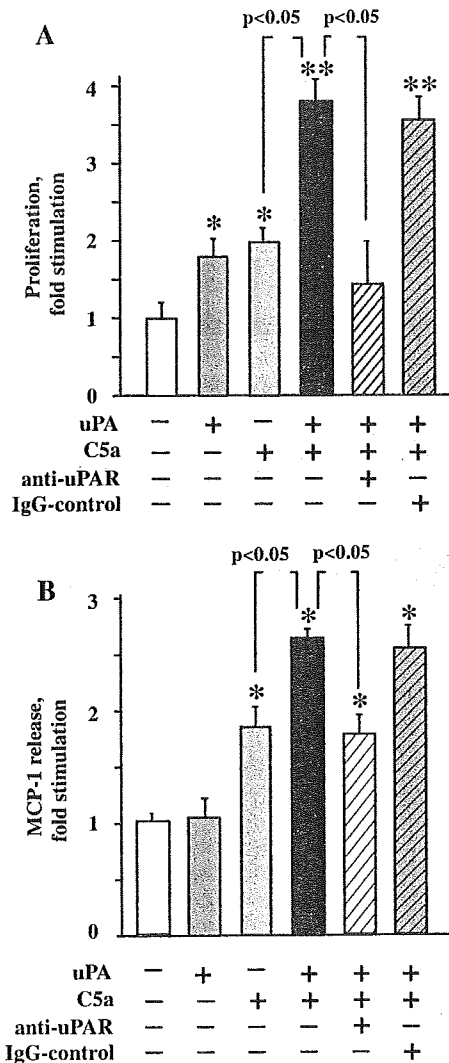 A
p<0.05 p<0.05
Proliferation,
fold stimulation
4
3
2
1
0
* * ** **
uPA − + − + + +
C5a − − + + + +
anti-uPAR − − − − + −
IgG-control − − − − − +
B
p<0.05 p<0.05
MCP-1 release,
fold stimulation
3
2
1
0
* * * *
uPA − + − + + +
C5a − − + + + +
anti-uPAR − − − − + −
IgG-control − − − − − +